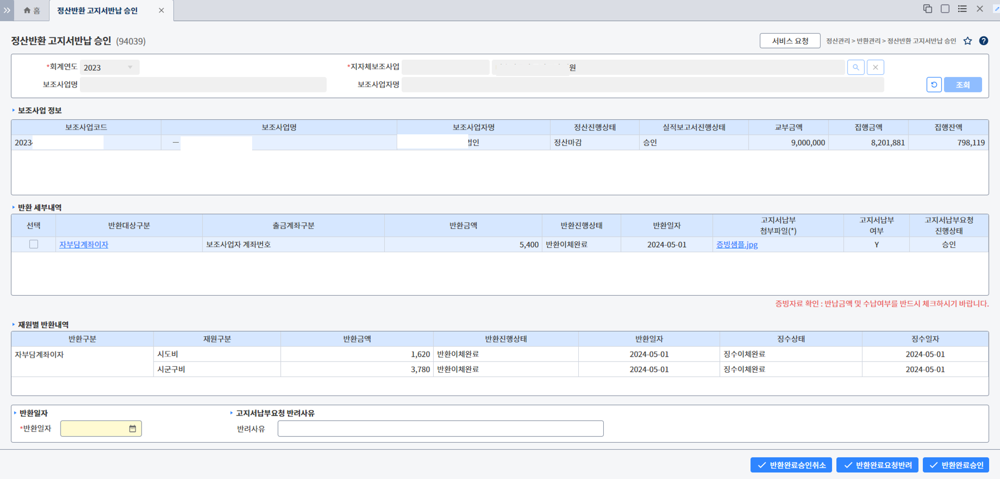 홈
정산반환 고지서반납 승인
정산반환 고지서반납 승인 (94039)
서비스 요청
정산관리 > 반환관리 > 정산반환 고지서반납 승인
*회계연도 2023
*지자체보조사업 원
보조사업명
보조사업자명
조회
보조사업 정보
보조사업코드 보조사업명 보조사업자명 정산진행상태 실적보고서진행상태 교부금액 집행금액 집행잔액
2023 법인 정산마감 승인 9,000,000 8,201,881 798,119
반환 세부내역
선택 반환대상구분 출금계좌구분 반환금액 반환진행상태 반환일자 고지서납부 첨부파일(*) 고지서납부 여부 고지서납부요청 진행상태
자부담계좌이자 보조사업자 계좌번호 5,400 반환이체완료 2024-05-01 증빙샘플.jpg Y 승인
증빙자료 확인 : 반납금액 및 수납여부를 반드시 체크하시기 바랍니다.
재원별 반환내역
반환구분 재원구분 반환금액 반환진행상태 반환일자 징수상태 징수일자
자부담계좌이자 시도비 1,620 반환이체완료 2024-05-01 징수이체완료 2024-05-01
시군구비 3,780 반환이체완료 2024-05-01 징수이체완료 2024-05-01
반환일자
*반환일자
고지서납부요청 반려사유
반려사유
반환완료승인취소
반환완료요청반려
반환완료승인